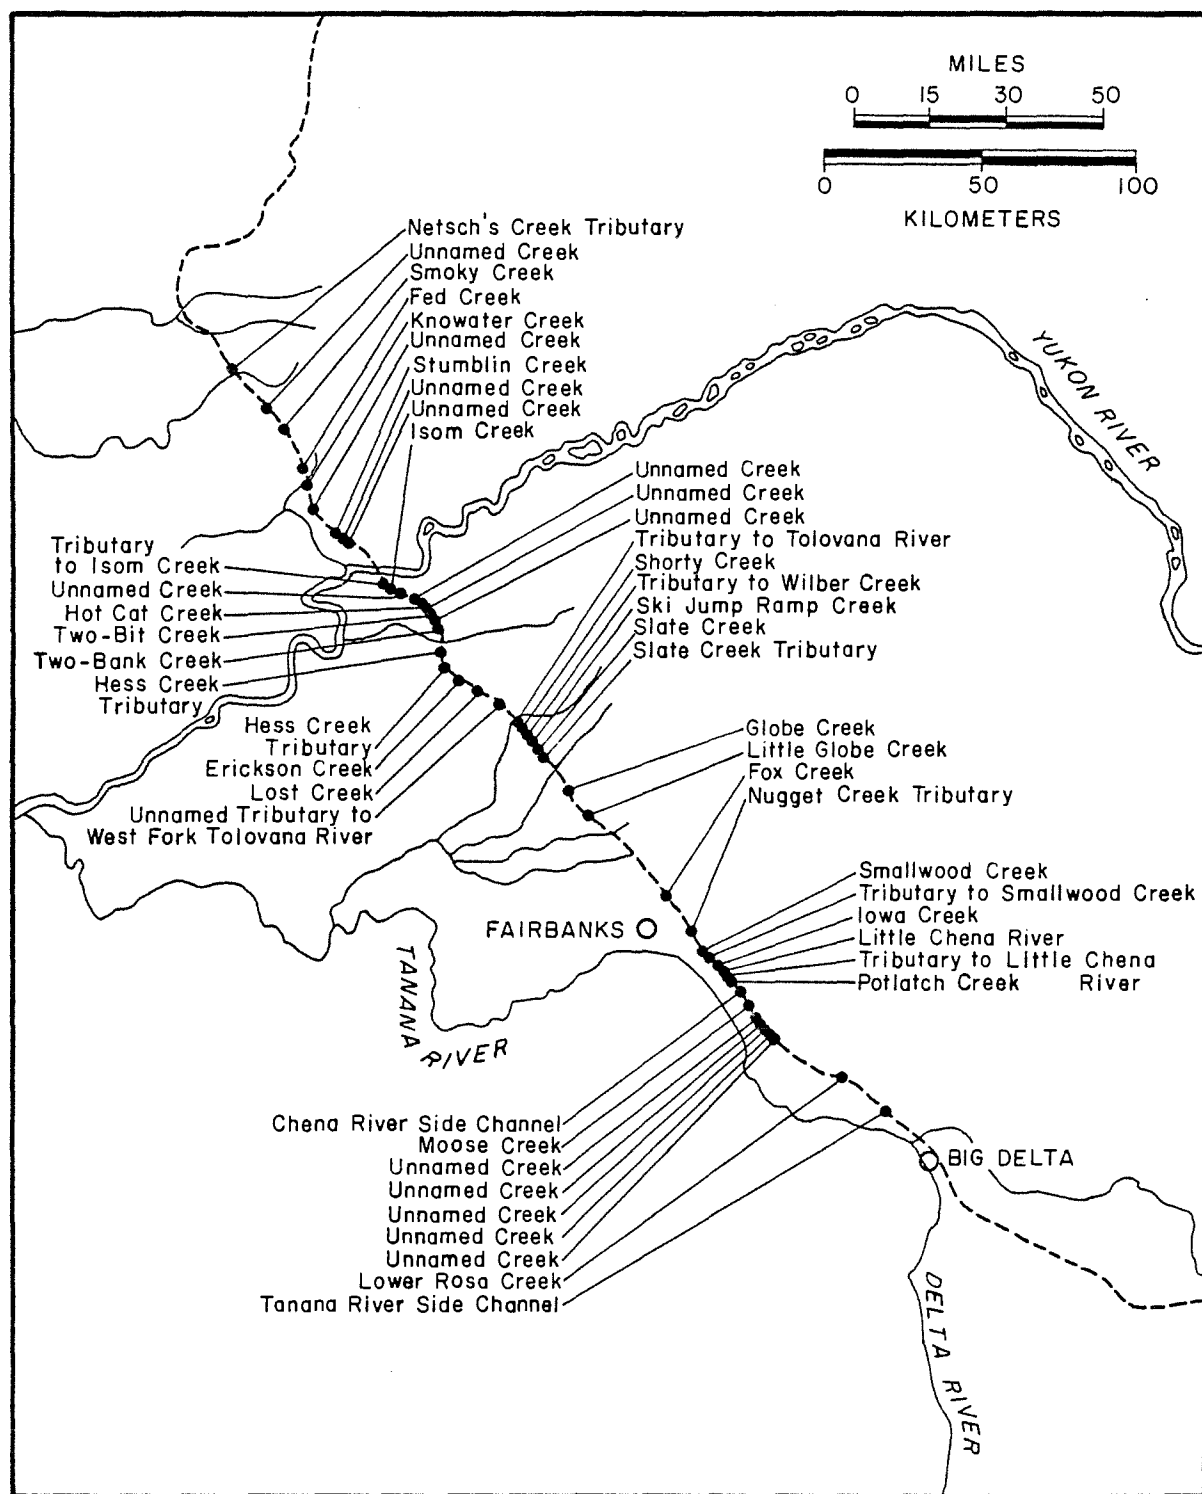 MILES
0 15 30 50
0 50 100
KILOMETERS
Netsch's Creek Tributary
Unnamed Creek
Smoky Creek
Fed Creek
Knowater Creek
Unnamed Creek
Stumblin Creek
Unnamed Creek
Unnamed Creek
Isom Creek
YUKON RIVER
Unnamed Creek
Unnamed Creek
Unnamed Creek
Tributary to Tolovana River
Shorty Creek
Tributary to Wilber Creek
Ski Jump Ramp Creek
Slate Creek
Slate Creek Tributary
Tributary
to Isom Creek
Unnamed Creek
Hot Cat Creek
Two-Bit Creek
Two-Bank Creek
Hess Creek
Tributary
Hess Creek
Tributary
Erickson Creek
Lost Creek
Unnamed Tributary to
West Fork Tolovana River
Globe Creek
Little Globe Creek
Fox Creek
Nugget Creek Tributary
Smallwood Creek
Tributary to Smallwood Creek
Iowa Creek
Little Chena River
Tributary to Little Chena
Potlatch Creek River
FAIRBANKS
TANANA
RIVER
Chena River Side Channel
Moose Creek
Unnamed Creek
Unnamed Creek
Unnamed Creek
Unnamed Creek
Unnamed Creek
Lower Rosa Creek
Tanana River Side Channel
BIG DELTA
DELTA RIVER